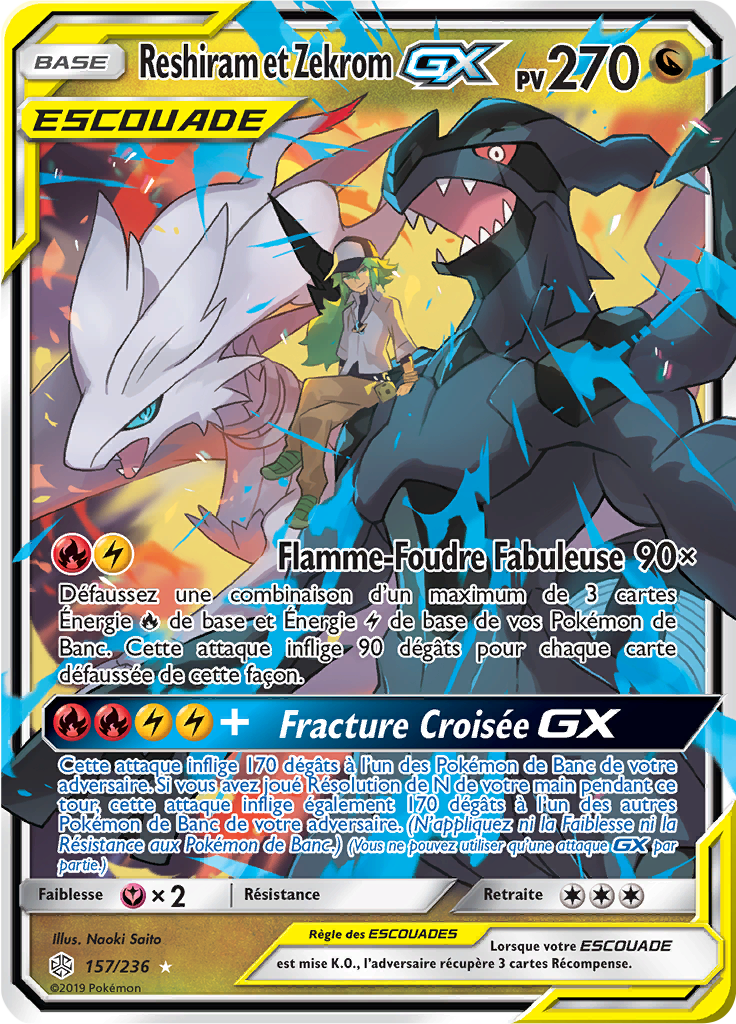 BASE
Reshiram et Zekrom GX PV 270
ESCOUADE
Flamme-Foudre Fabuleuse 90×
Défaussez une combinaison d'un maximum de 3 cartes
Énergie de base et Énergie de base de vos Pokémon de
Banc. Cette attaque inflige 90 dégâts pour chaque carte
défaussée de cette façon.
+ Fracture Croisée GX
Cette attaque inflige 170 dégâts à l'un des Pokémon de Banc de votre
adversaire. Si vous avez joué Résolution de N de votre main pendant ce
tour, cette attaque inflige également 170 dégâts à l'un des autres
Pokémon de Banc de votre adversaire. (N'appliquez ni la Faiblesse ni la
Résistance aux Pokémon de Banc.) (Vous ne pouvez utiliser qu'une attaque GX par
partie.)
Faiblesse ×2 Résistance Retraite
Illus. Naoki Saito
157/236
©2019 Pokémon
Règle des ESCOUADES
Lorsque votre ESCOUADE
est mise K.O., l'adversaire récupère 3 cartes Récompense.